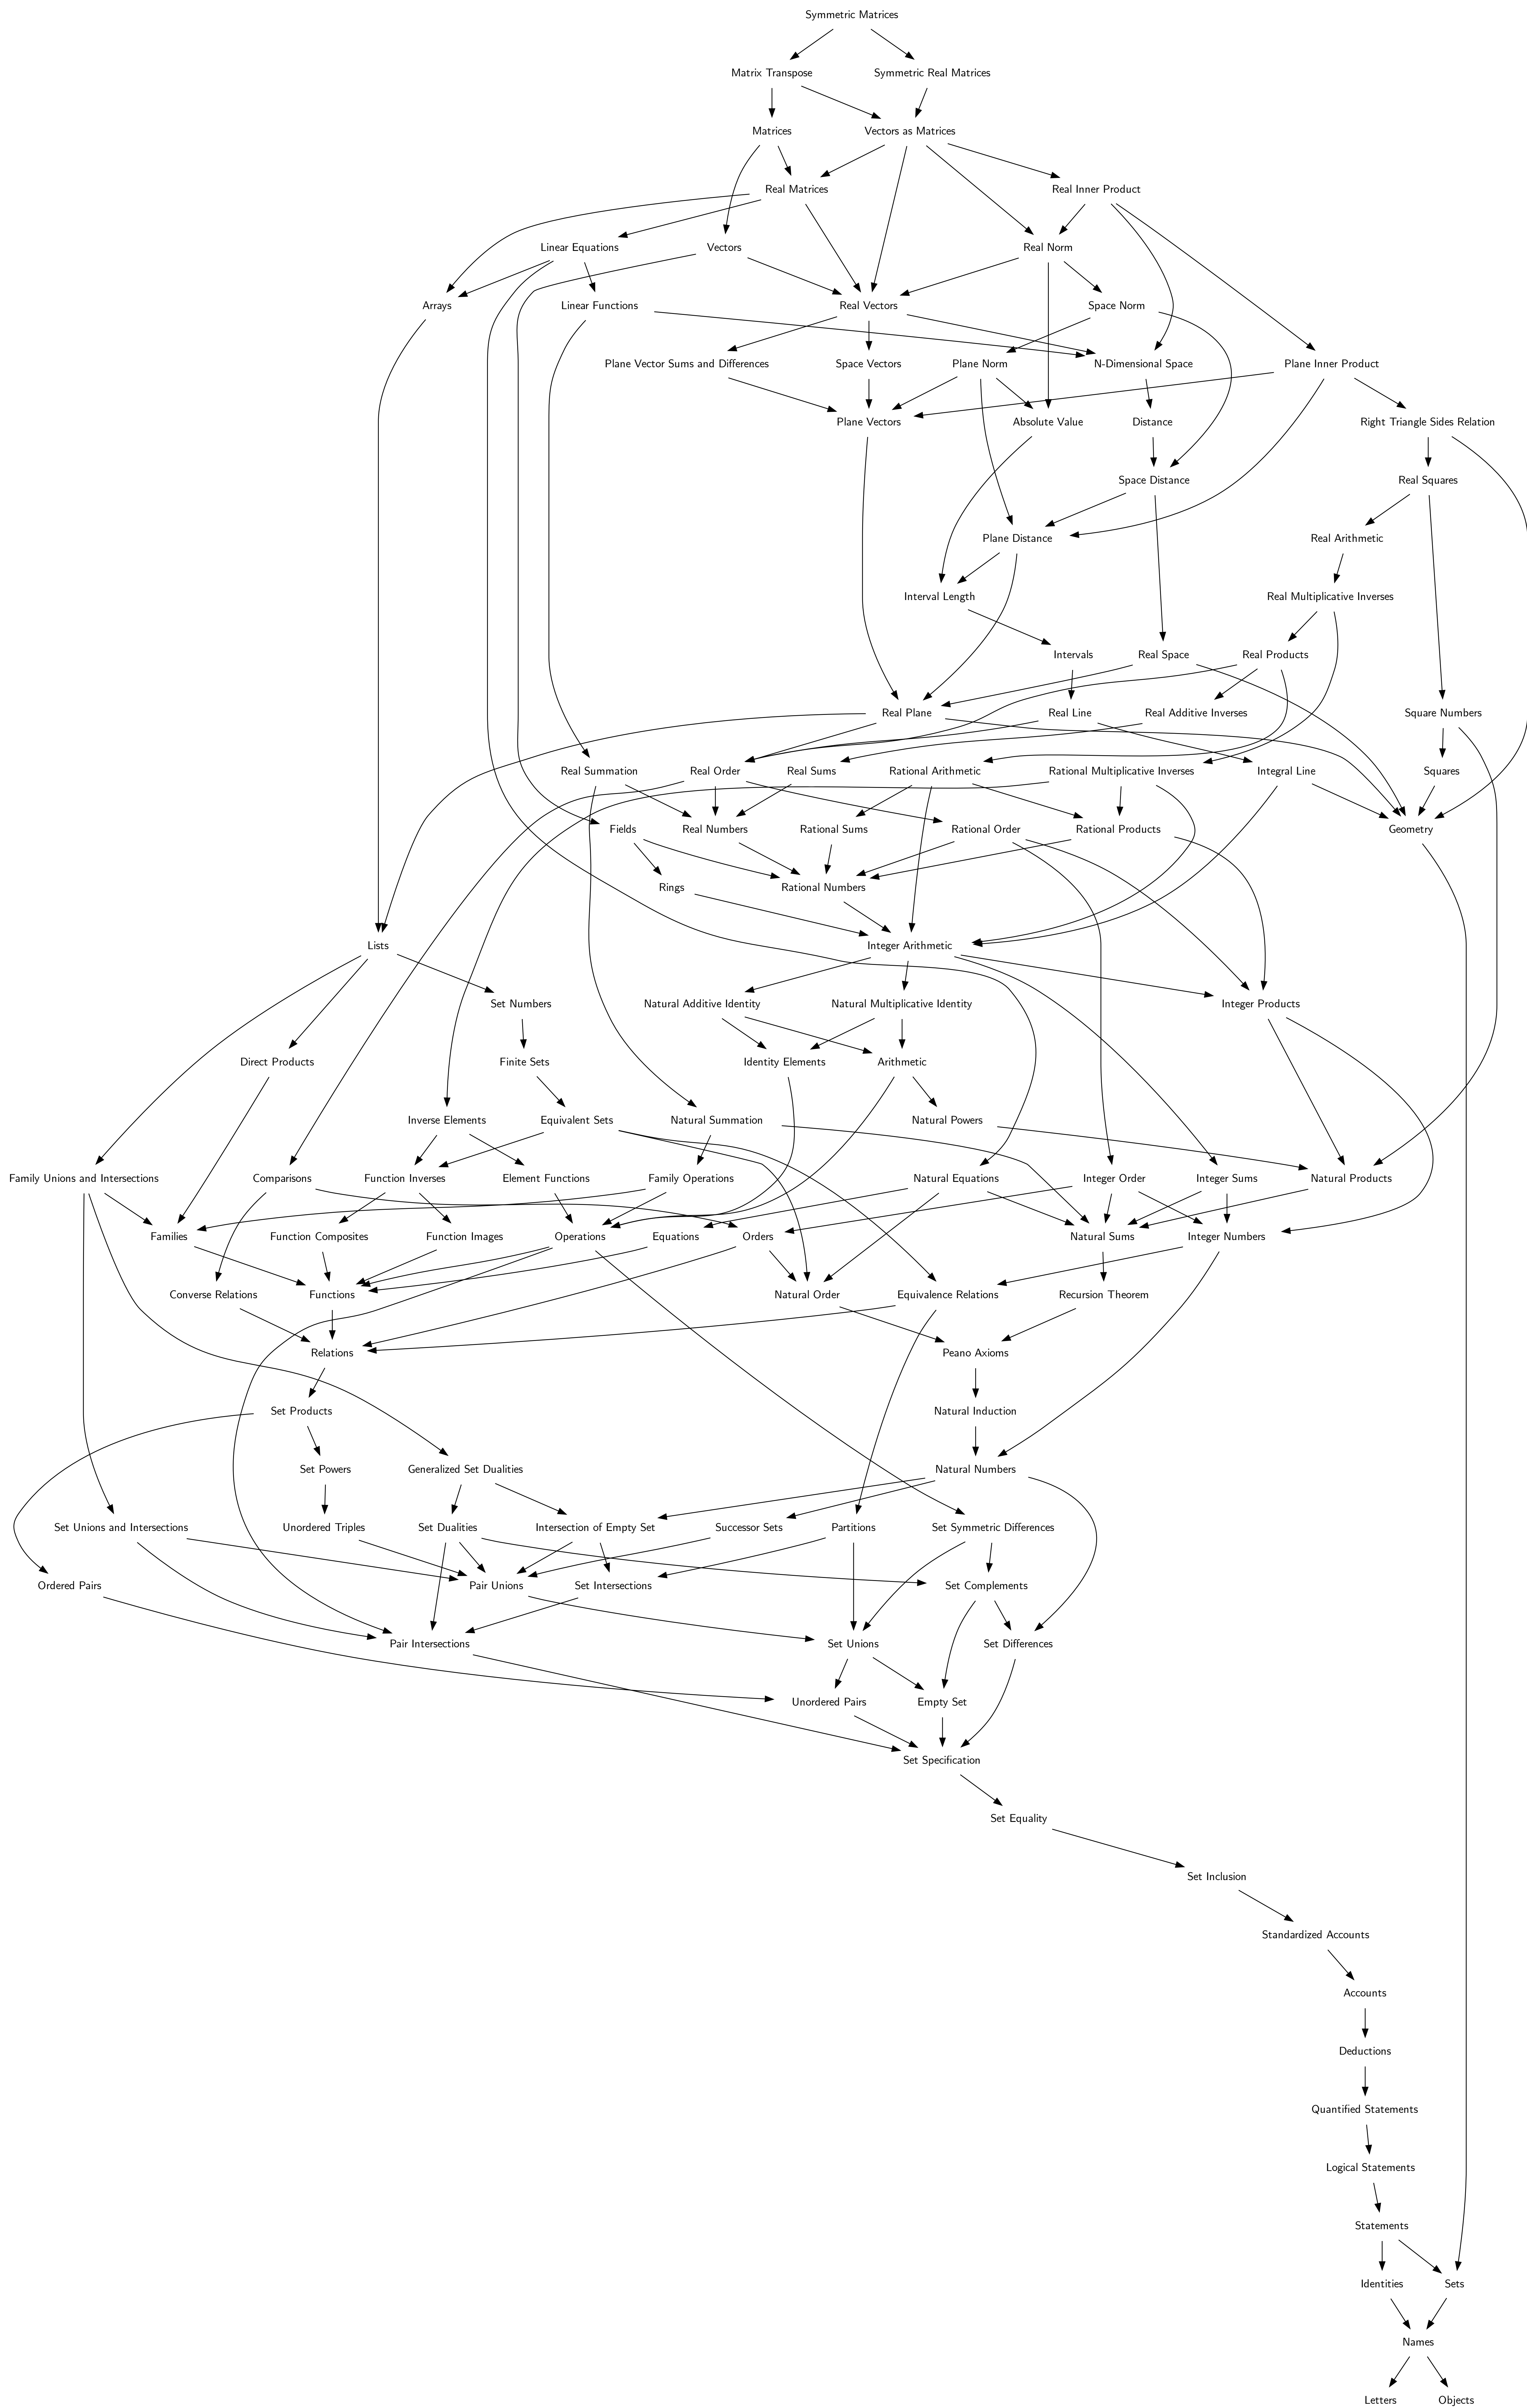 Symmetric Matrices
Matrix Transpose
Symmetric Real Matrices
Matrices
Vectors as Matrices
Real Matrices
Real Inner Product
Linear Equations
Vectors
Real Norm
Arrays
Linear Functions
Real Vectors
Space Norm
Plane Vector Sums and Differences
Space Vectors
Plane Norm
N-Dimensional Space
Plane Inner Product
Plane Vectors
Absolute Value
Distance
Right Triangle Sides Relation
Space Distance
Real Squares
Plane Distance
Real Arithmetic
Interval Length
Real Multiplicative Inverses
Intervals
Real Space
Real Products
Real Plane
Real Line
Real Additive Inverses
Square Numbers
Real Summation
Real Order
Real Sums
Rational Arithmetic
Rational Multiplicative Inverses
Integral Line
Squares
Fields
Real Numbers
Rational Sums
Rational Order
Rational Products
Geometry
Rings
Rational Numbers
Lists
Integer Arithmetic
Set Numbers
Natural Additive Identity
Natural Multiplicative Identity
Integer Products
Direct Products
Finite Sets
Identity Elements
Arithmetic
Inverse Elements
Equivalent Sets
Natural Summation
Natural Powers
Family Unions and Intersections
Comparisons
Function Inverses
Element Functions
Family Operations
Natural Equations
Integer Order
Integer Sums
Natural Products
Families
Function Composites
Function Images
Operations
Equations
Orders
Natural Sums
Integer Numbers
Converse Relations
Functions
Natural Order
Equivalence Relations
Recursion Theorem
Relations
Peano Axioms
Set Products
Natural Induction
Set Powers
Generalized Set Dualities
Natural Numbers
Set Unions and Intersections
Unordered Triples
Set Dualities
Intersection of Empty Set
Successor Sets
Partitions
Set Symmetric Differences
Ordered Pairs
Pair Unions
Set Intersections
Set Complements
Pair Intersections
Set Unions
Set Differences
Unordered Pairs
Empty Set
Set Specification
Set Equality
Set Inclusion
Standardized Accounts
Accounts
Deductions
Quantified Statements
Logical Statements
Statements
Identities
Sets
Names
Letters
Objects